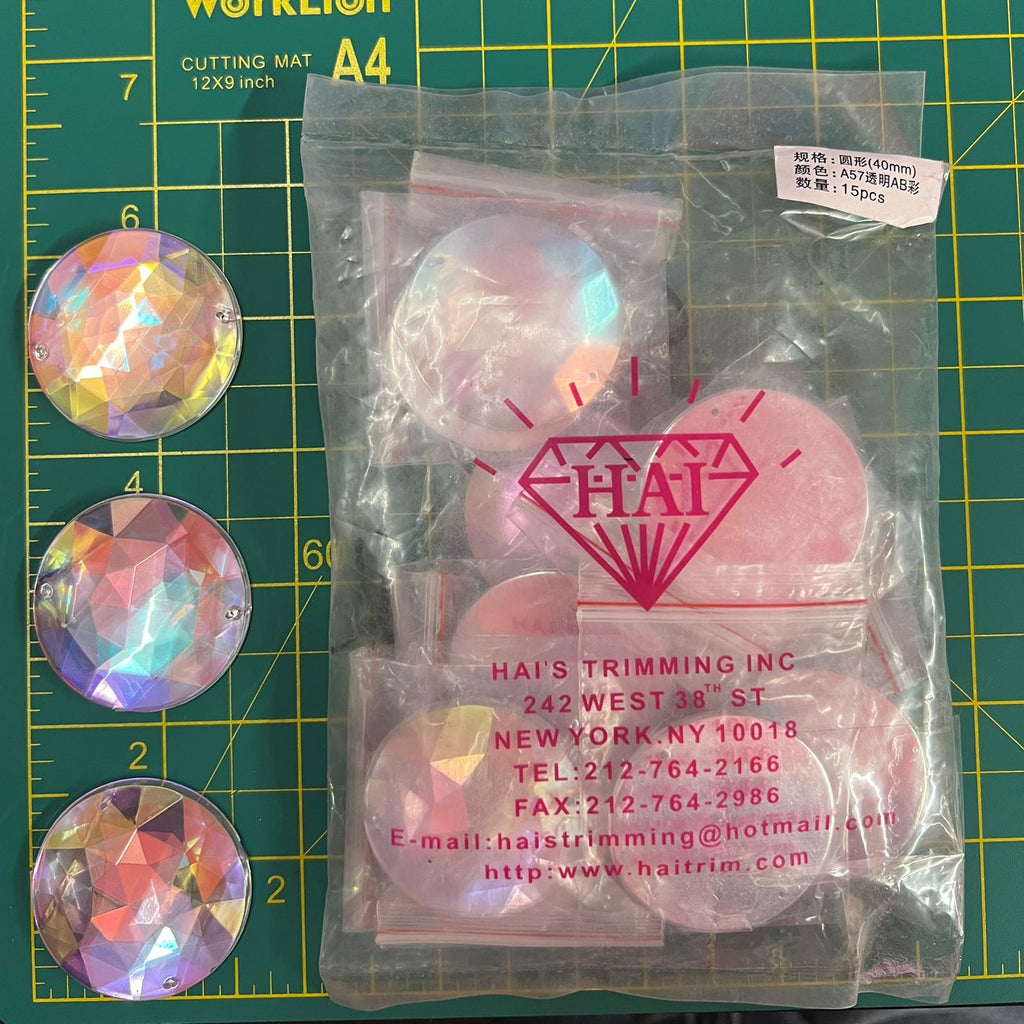 WORKLION
CUTTING MAT
12X9 inch
A4
7
6
4
2
60
2
规格:圆形(40mm)
颜色:A57透明AB彩
数量:15pcs
H·A·I
HAI'S TRIMMING INC
242 WEST 38TH ST
NEW YORK.NY 10018
TEL:212-764-2166
FAX:212-764-2986
E-mail:haistrimming@hotmail.com
http:www.haitrim.com